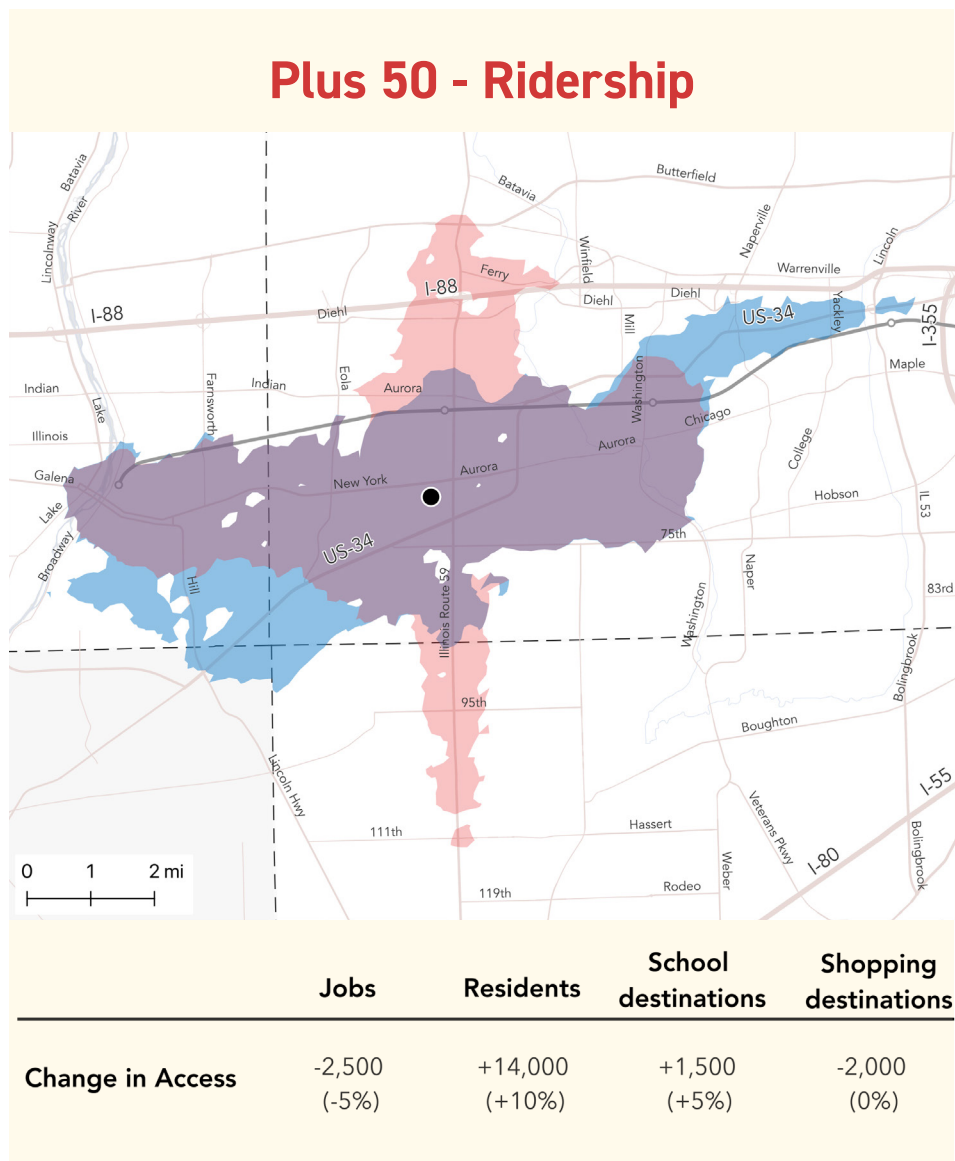 Plus 50 - Ridership
Batavia
River
Lincolnway
Batavia
Butterfield
Naperville
Winfield
Lincoln
Ferry
Warrenville
I-88
I-88
Diehl
Diehl
Diehl
Yackley
US-34
Mill
I-355
Maple
Indian
Farnsworth
Indian
Eola
Aurora
Washington
Lake
Chicago
Illinois
Aurora
College
Galena
New York
Aurora
Hobson
IL 53
Lake
Broadway
US-34
75th
Hill
Illinois Route 59
Naper
Washington
83rd
Bolingbrook
95th
Boughton
Lincoln Hwy
I-55
111th
Hassert
Veterans Pkwy
I-80
Bolingbrook
Weber
0 1 2 mi
119th
Rodeo
Jobs
Residents
School
destinations
Shopping
destinations
Change in Access
-2,500
(-5%)
+14,000
(+10%)
+1,500
(+5%)
-2,000
(0%)